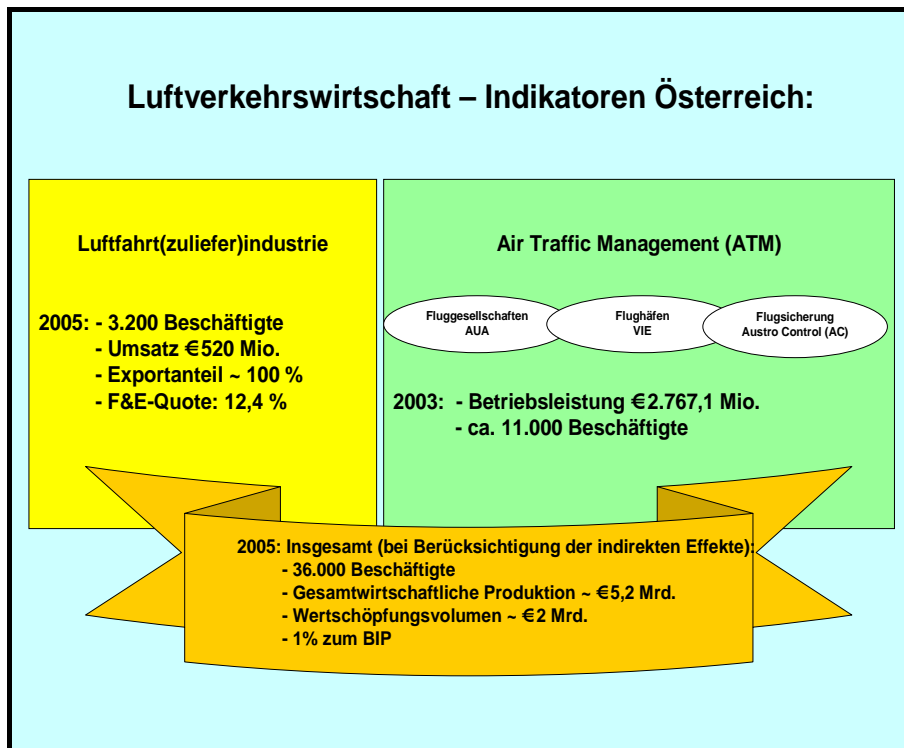 Luftverkehrswirtschaft – Indikatoren Österreich:
Luftfahrt(zuliefer)industrie
2005: - 3.200 Beschäftigte
- Umsatz €520 Mio.
- Exportanteil ~ 100 %
- F&E-Quote: 12,4 %
Air Traffic Management (ATM)
Fluggesellschaften
AUA
Flughäfen
VIE
Flugsicherung
Austro Control (AC)
2003: - Betriebsleistung €2.767,1 Mio.
- ca. 11.000 Beschäftigte
2005: Insgesamt (bei Berücksichtigung der indirekten Effekte):
- 36.000 Beschäftigte
- Gesamtwirtschaftliche Produktion ~ €5,2 Mrd.
- Wertschöpfungsvolumen ~ €2 Mrd.
- 1% zum BIP